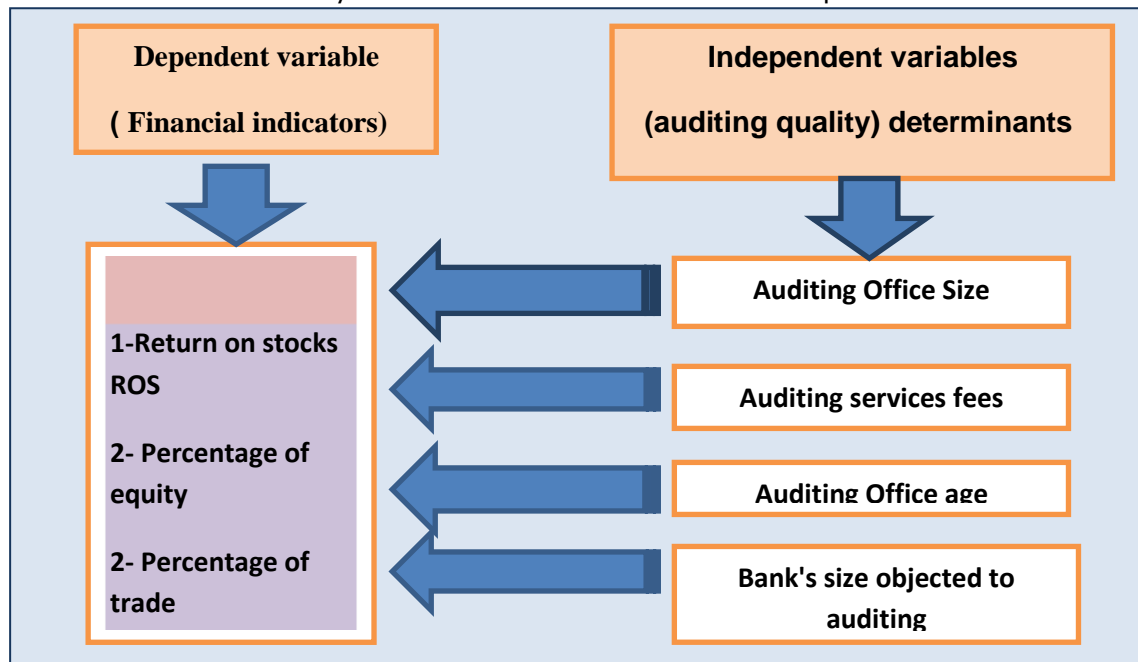 Dependent variable
( Financial indicators)
Independent variables
(auditing quality) determinants
1-Return on stocks
ROS
2- Percentage of
equity
2- Percentage of
trade
Auditing Office Size
Auditing services fees
Auditing Office age
Bank's size objected to
auditing